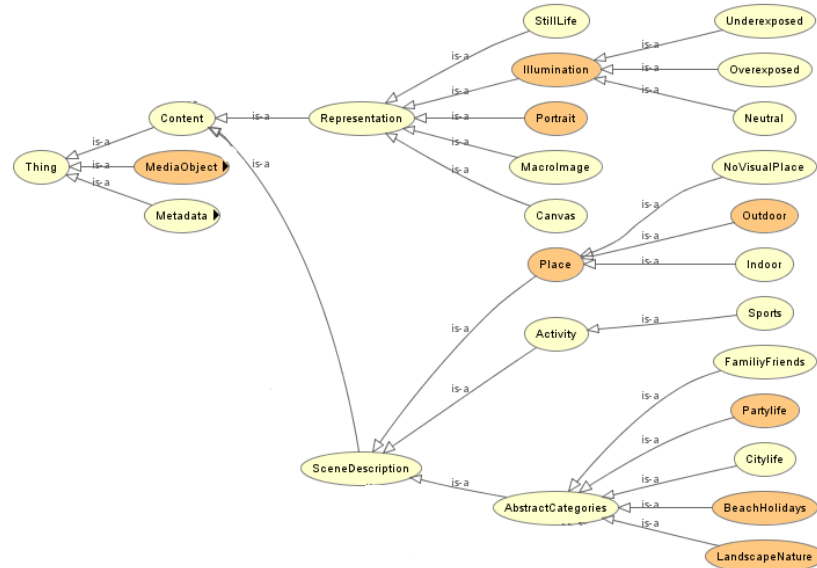 StillLife
is-a
Underexposed
is-a
Illumination
is-a
Overexposed
is-a
is-a
Content
is-a
Representation
is-a
Portrait
Neutral
is-a
is-a
Thing
is-a
MediaObject
is-a
is-a
MacroImage
NoVisualPlace
is-a
is-a
Metadata
Canvas
is-a
Outdoor
is-a
Place
is-a
Indoor
is-a
Activity
is-a
Sports
is-a
FamiliyFriends
is-a
Partylife
is-a
Citylife
SceneDescription
is-a
is-a
AbstractCategories
is-a
BeachHolidays
is-a
LandscapeNature